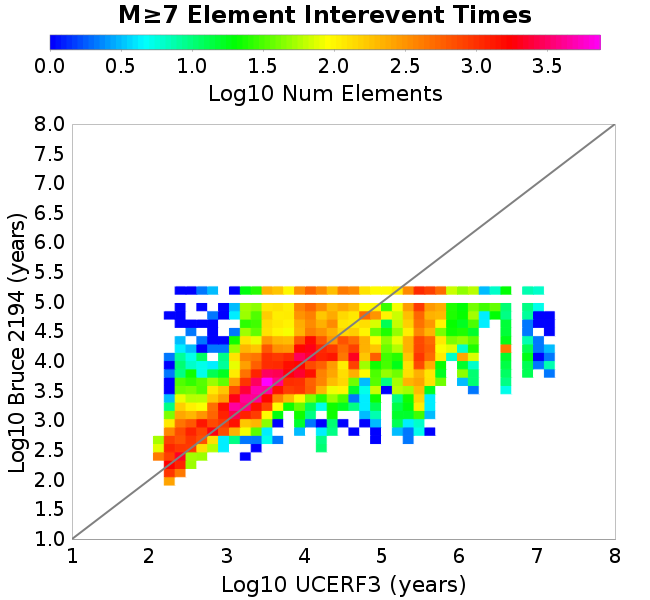 M≥7 Element Interevent Times
0.0 0.5 1.0 1.5 2.0 2.5 3.0 3.5
Log10 Num Elements
Log10 Bruce 2194 (years)
8.0
7.5
7.0
6.5
6.0
5.5
5.0
4.5
4.0
3.5
3.0
2.5
2.0
1.5
1.0
1 2 3 4 5 6 7 8
Log10 UCERF3 (years)